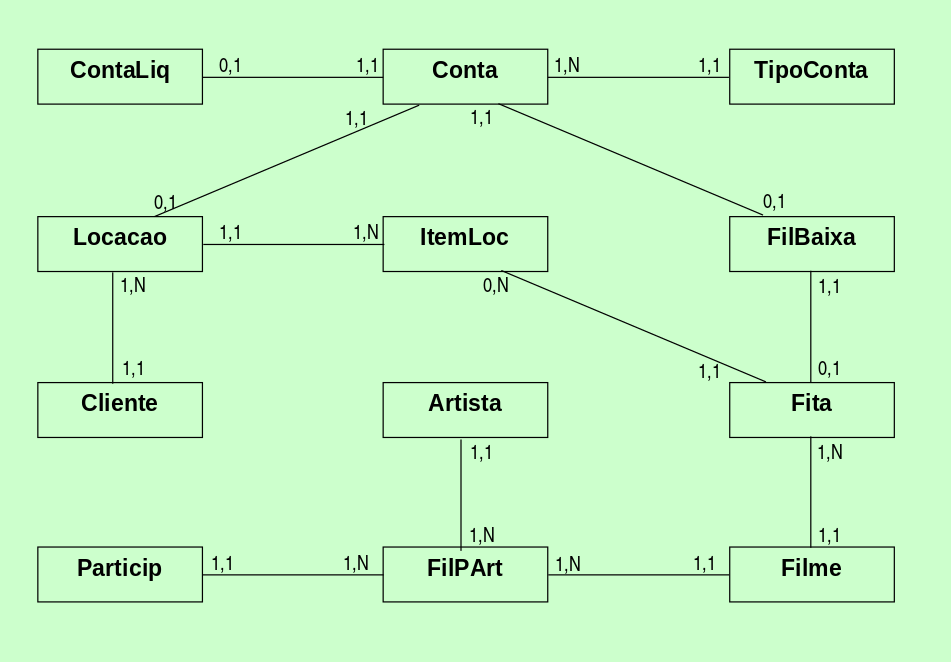 ContaLiq 0,1 1,1 Conta 1,N 1,1 TipoConta
1,1 1,1
0,1 0,1
Locacao 1,1 1,N ItemLoc FilBaixa
1,N 0,N 1,1
1,1 1,1 0,1
Cliente Artista Fita
1,1 1,N
1,N 1,1
Particip 1,1 1,N FilPArt 1,N 1,1 Filme